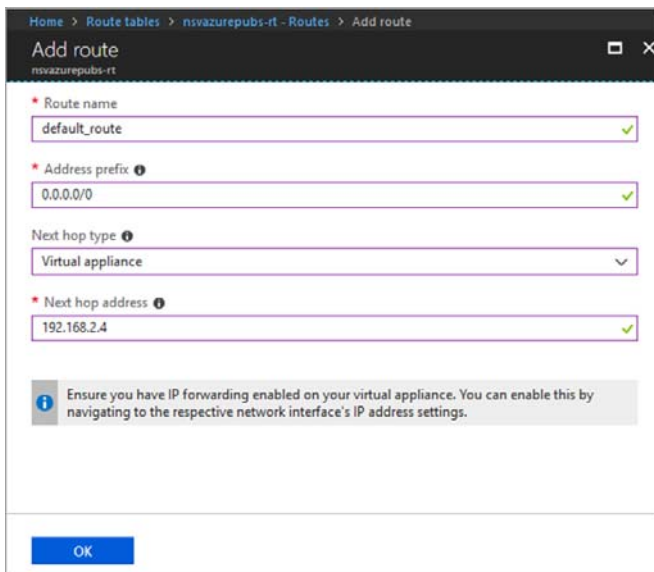 Home > Route tables > nsvazurepubs-rt - Routes > Add route
Add route
nsvazurepubs-rt
* Route name
default_route
* Address prefix
0.0.0.0/0
Next hop type
Virtual appliance
* Next hop address
192.168.2.4
Ensure you have IP forwarding enabled on your virtual appliance. You can enable this by
navigating to the respective network interface's IP address settings.
OK